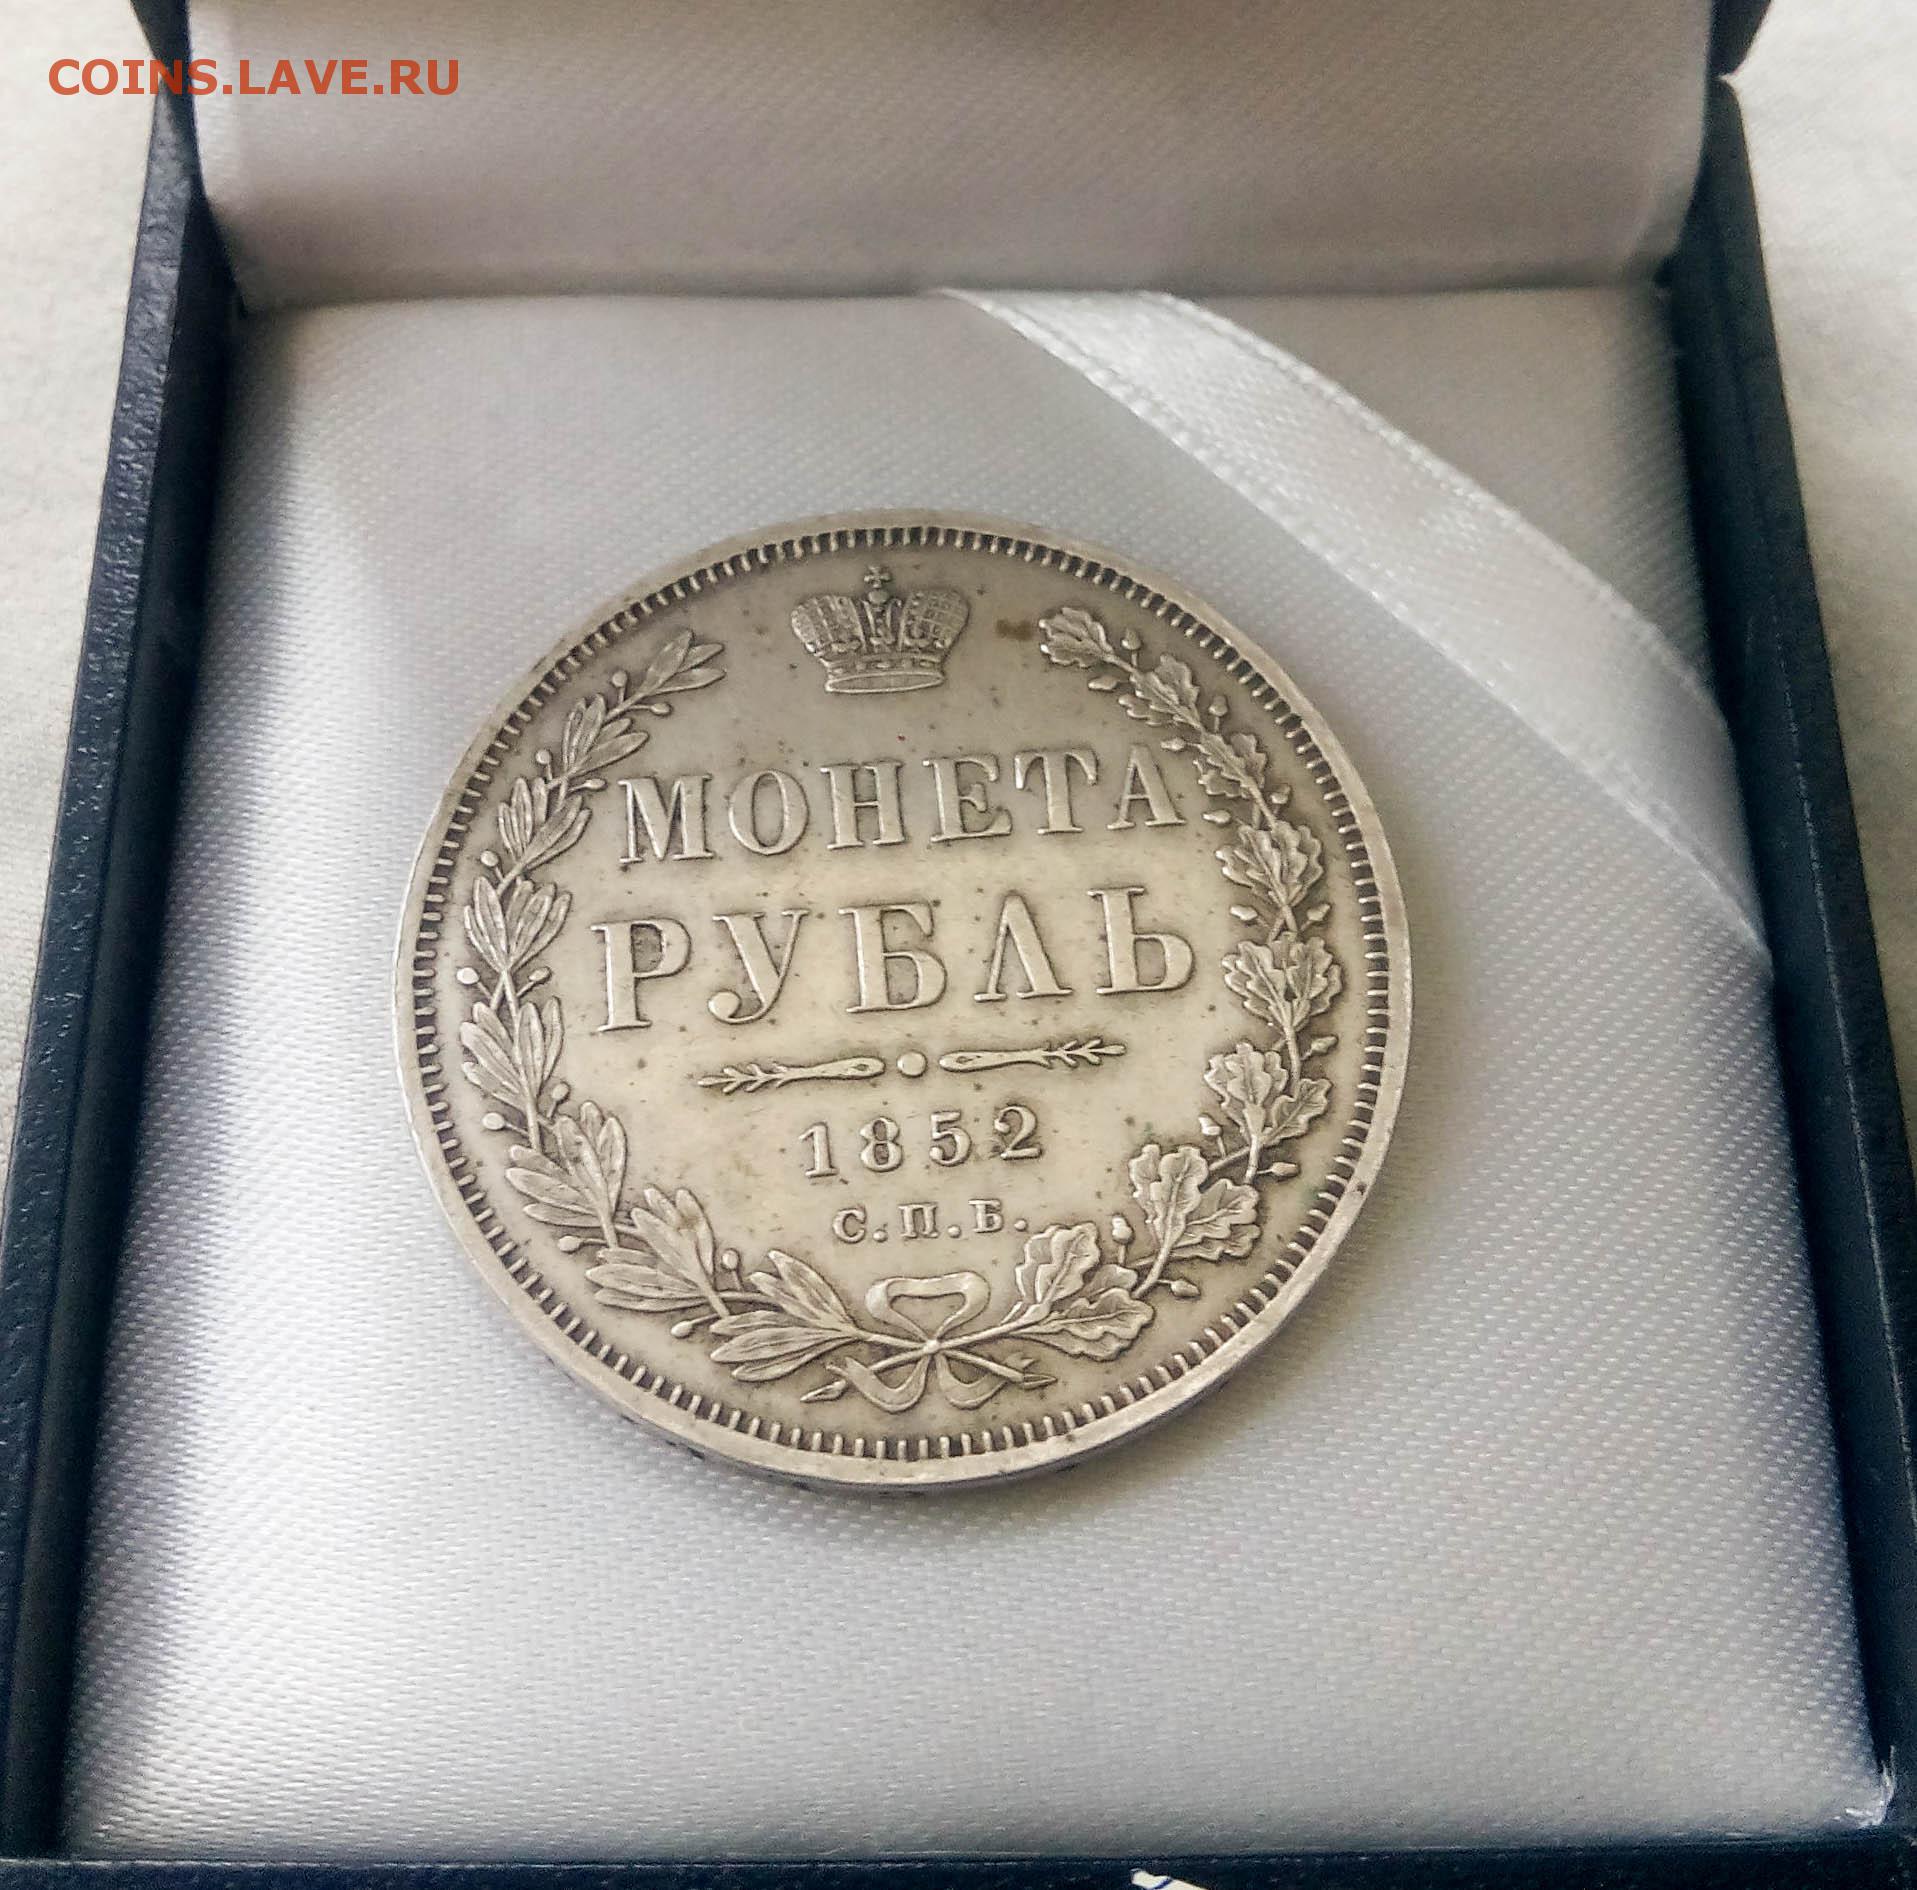 COINS.LAVE.RU
МОНЕТА
РУБЛЬ
1852
С.П.Б.